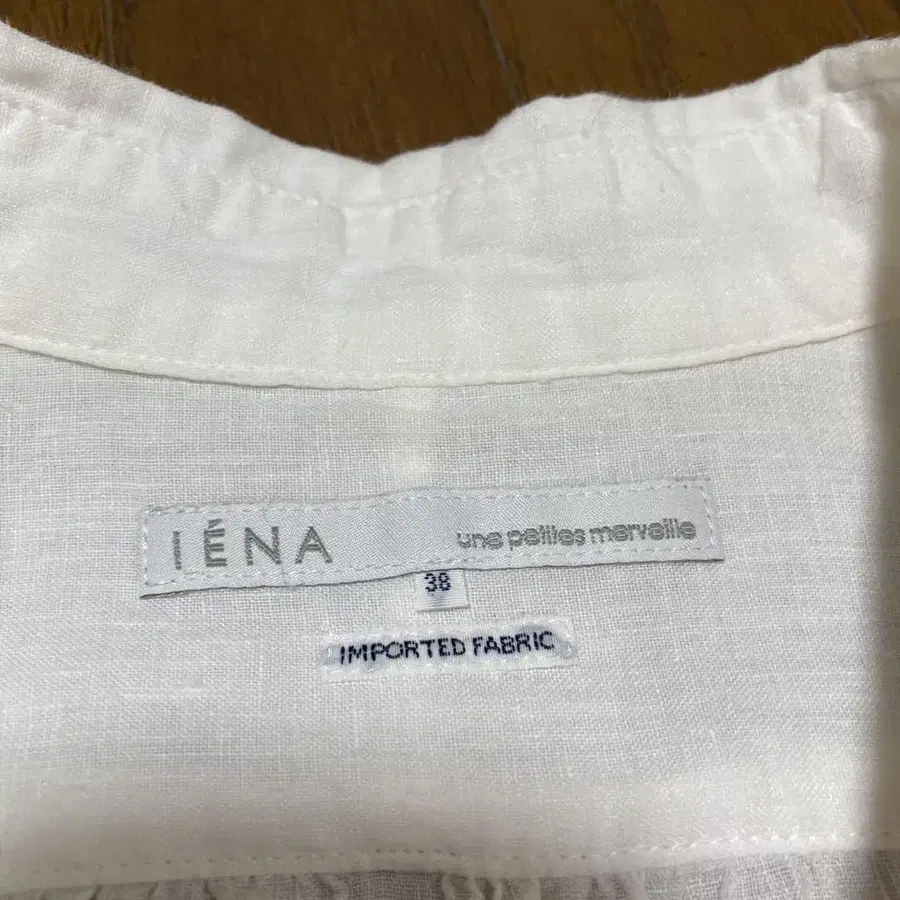 IÉNA une petites merveille
38
IMPORTED FABRIC